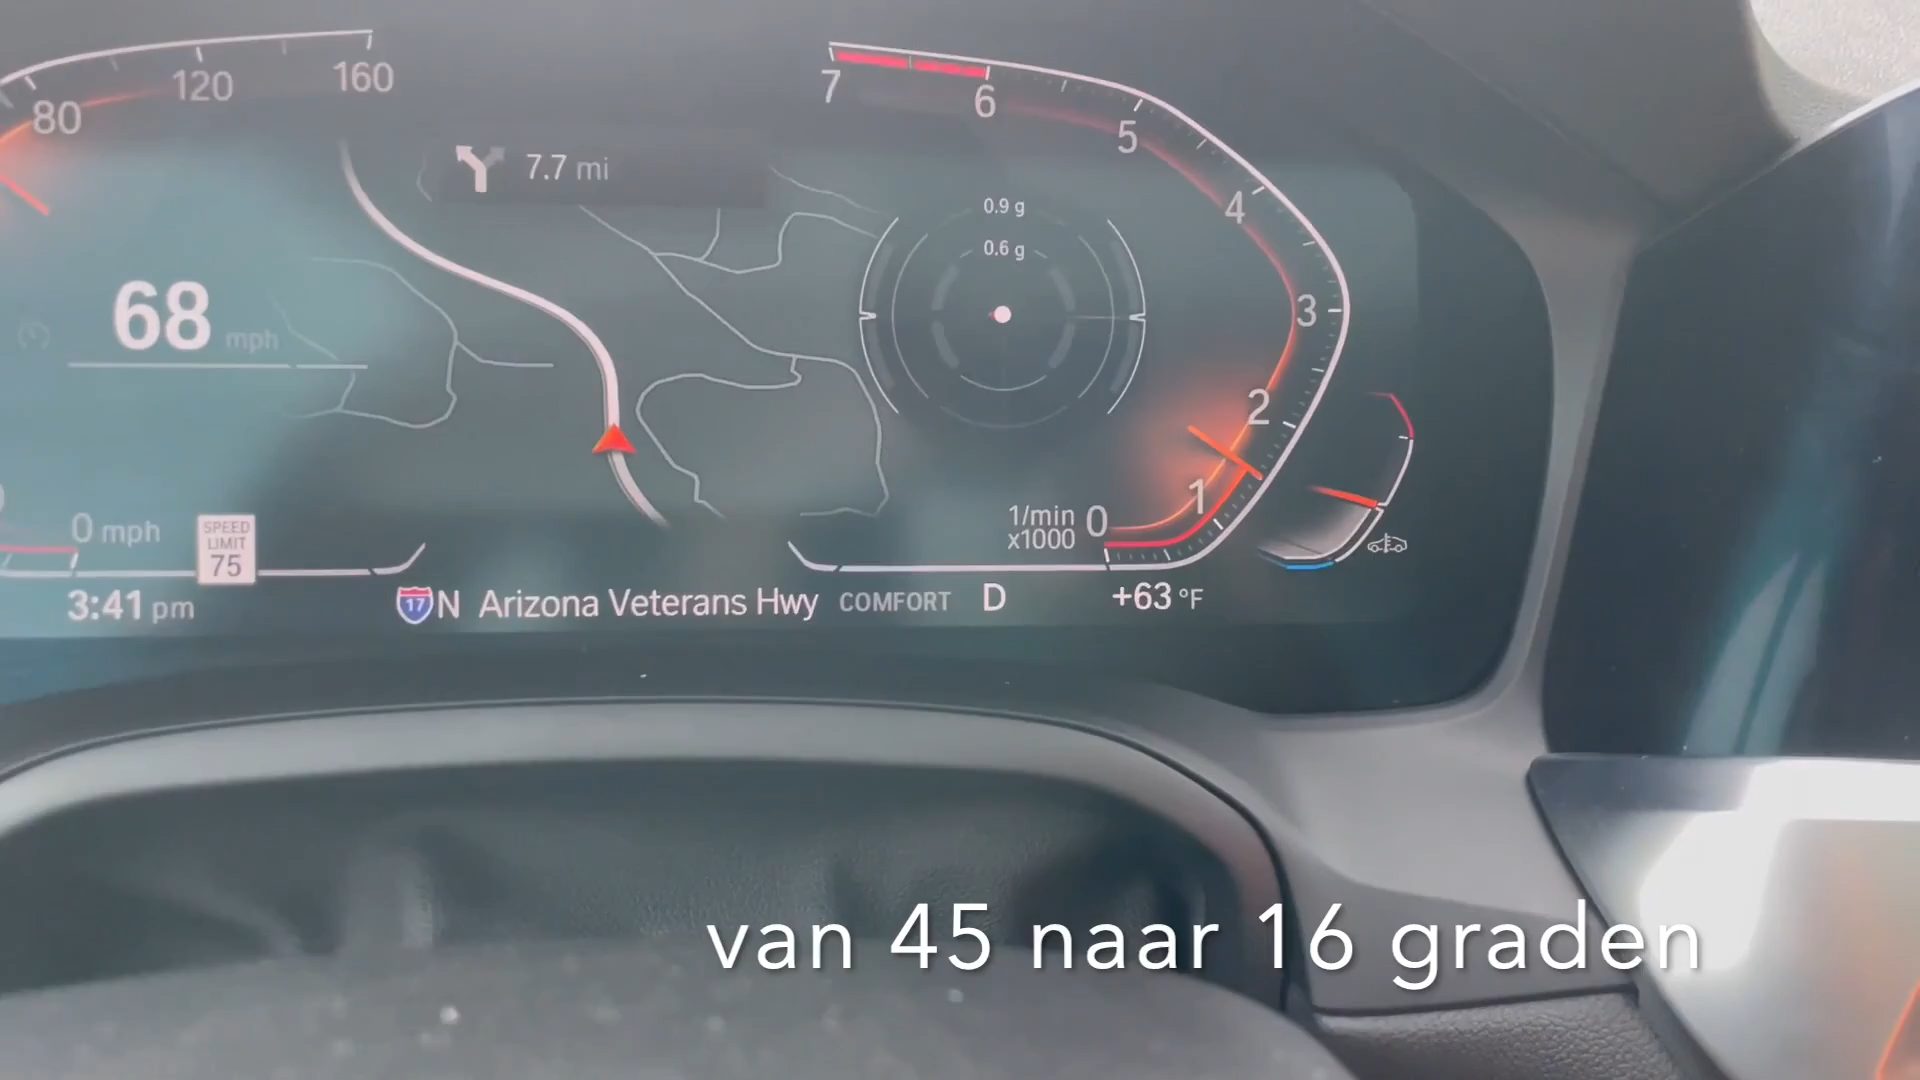 80 120 160
7 6 5 4 3 2 1 0
7.7 mi
0.9 g
0.6 g
68 mph
1/min
x1000
0 mph
SPEED
LIMIT
75
3:41 pm
17 N Arizona Veterans Hwy COMFORT D +63 °F
van 45 naar 16 graden